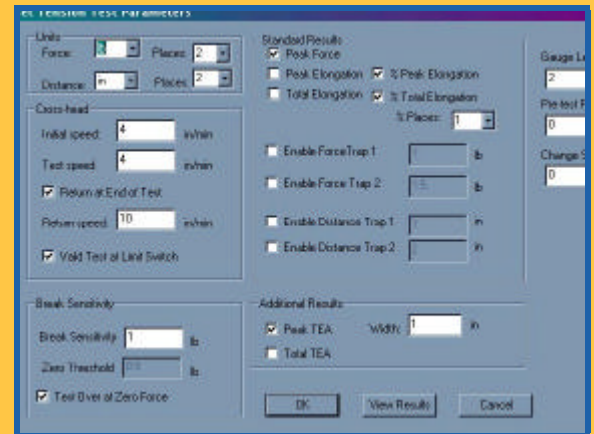 et Tension Test Parameters
Units
Force: Places: 2
Distance: in Places: 2
Cross-head
Initial speed: 4 in/min
Test speed: 4 in/min
Return at End of Test
Return speed: 10 in/min
Valid Test at Limit Switch
Break Sensitivity
Break Sensitivity 1 lb
Zero Threshold lb
Test Over at Zero Force
Standard Results
Peak Force
Peak Elongation % Peak Elongation
Total Elongation % Total Elongation
% Places: 1
Enable Force Trap 1 lb
Enable Force Trap 2 lb
Enable Distance Trap 1 in
Enable Distance Trap 2 in
Additional Results
Peak TEA Width: 1 in
Total TEA
OK View Results Cancel
Gauge Le
2
Pre-test F
0
Change S
0